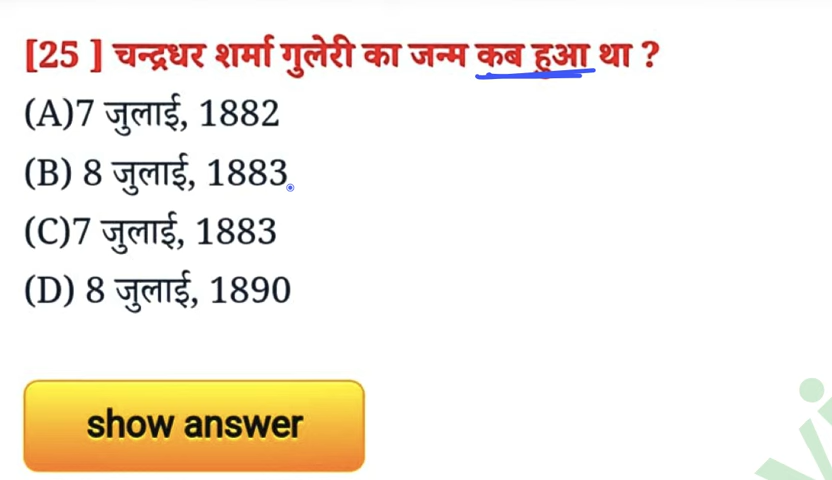 [25 ] चन्द्रधर शर्मा गुलेरी का जन्म कब हुआ था ?
(A)7 जुलाई, 1882
(B) 8 जुलाई, 1883
(C)7 जुलाई, 1883
(D) 8 जुलाई, 1890
show answer